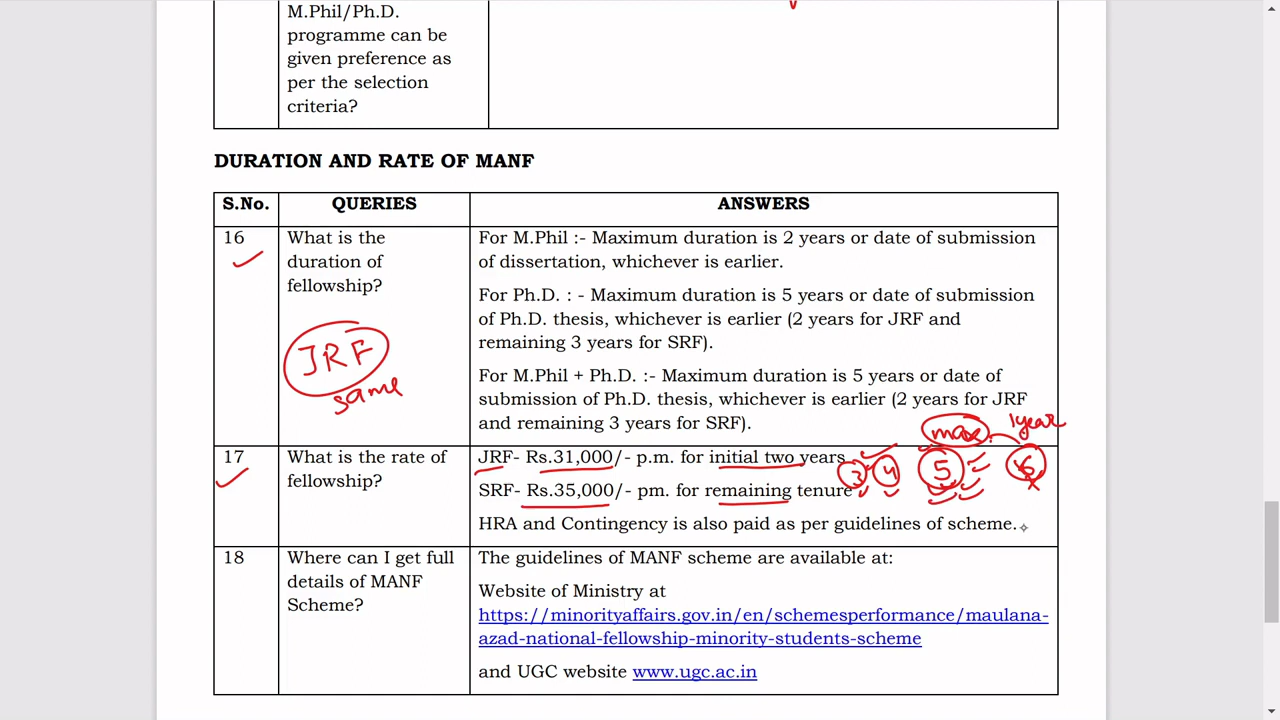 M.Phil/Ph.D.
programme can be
given preference as
per the selection
criteria?
DURATION AND RATE OF MANF
S.No. QUERIES ANSWERS
16 What is the
duration of
fellowship?
JRF
same
For M.Phil :- Maximum duration is 2 years or date of submission
of dissertation, whichever is earlier.
For Ph.D. : - Maximum duration is 5 years or date of submission
of Ph.D. thesis, whichever is earlier (2 years for JRF and
remaining 3 years for SRF).
For M.Phil + Ph.D. :- Maximum duration is 5 years or date of
submission of Ph.D. thesis, whichever is earlier (2 years for JRF
and remaining 3 years for SRF).
max 1year
17 What is the rate of
fellowship?
JRF- Rs.31,000/- p.m. for initial two years
3 4 5 6
SRF- Rs.35,000/- pm. for remaining tenure
HRA and Contingency is also paid as per guidelines of scheme.
18 Where can I get full
details of MANF
Scheme?
The guidelines of MANF scheme are available at:
Website of Ministry at
https://minorityaffairs.gov.in/en/schemesperformance/maulana-
azad-national-fellowship-minority-students-scheme
and UGC website www.ugc.ac.in